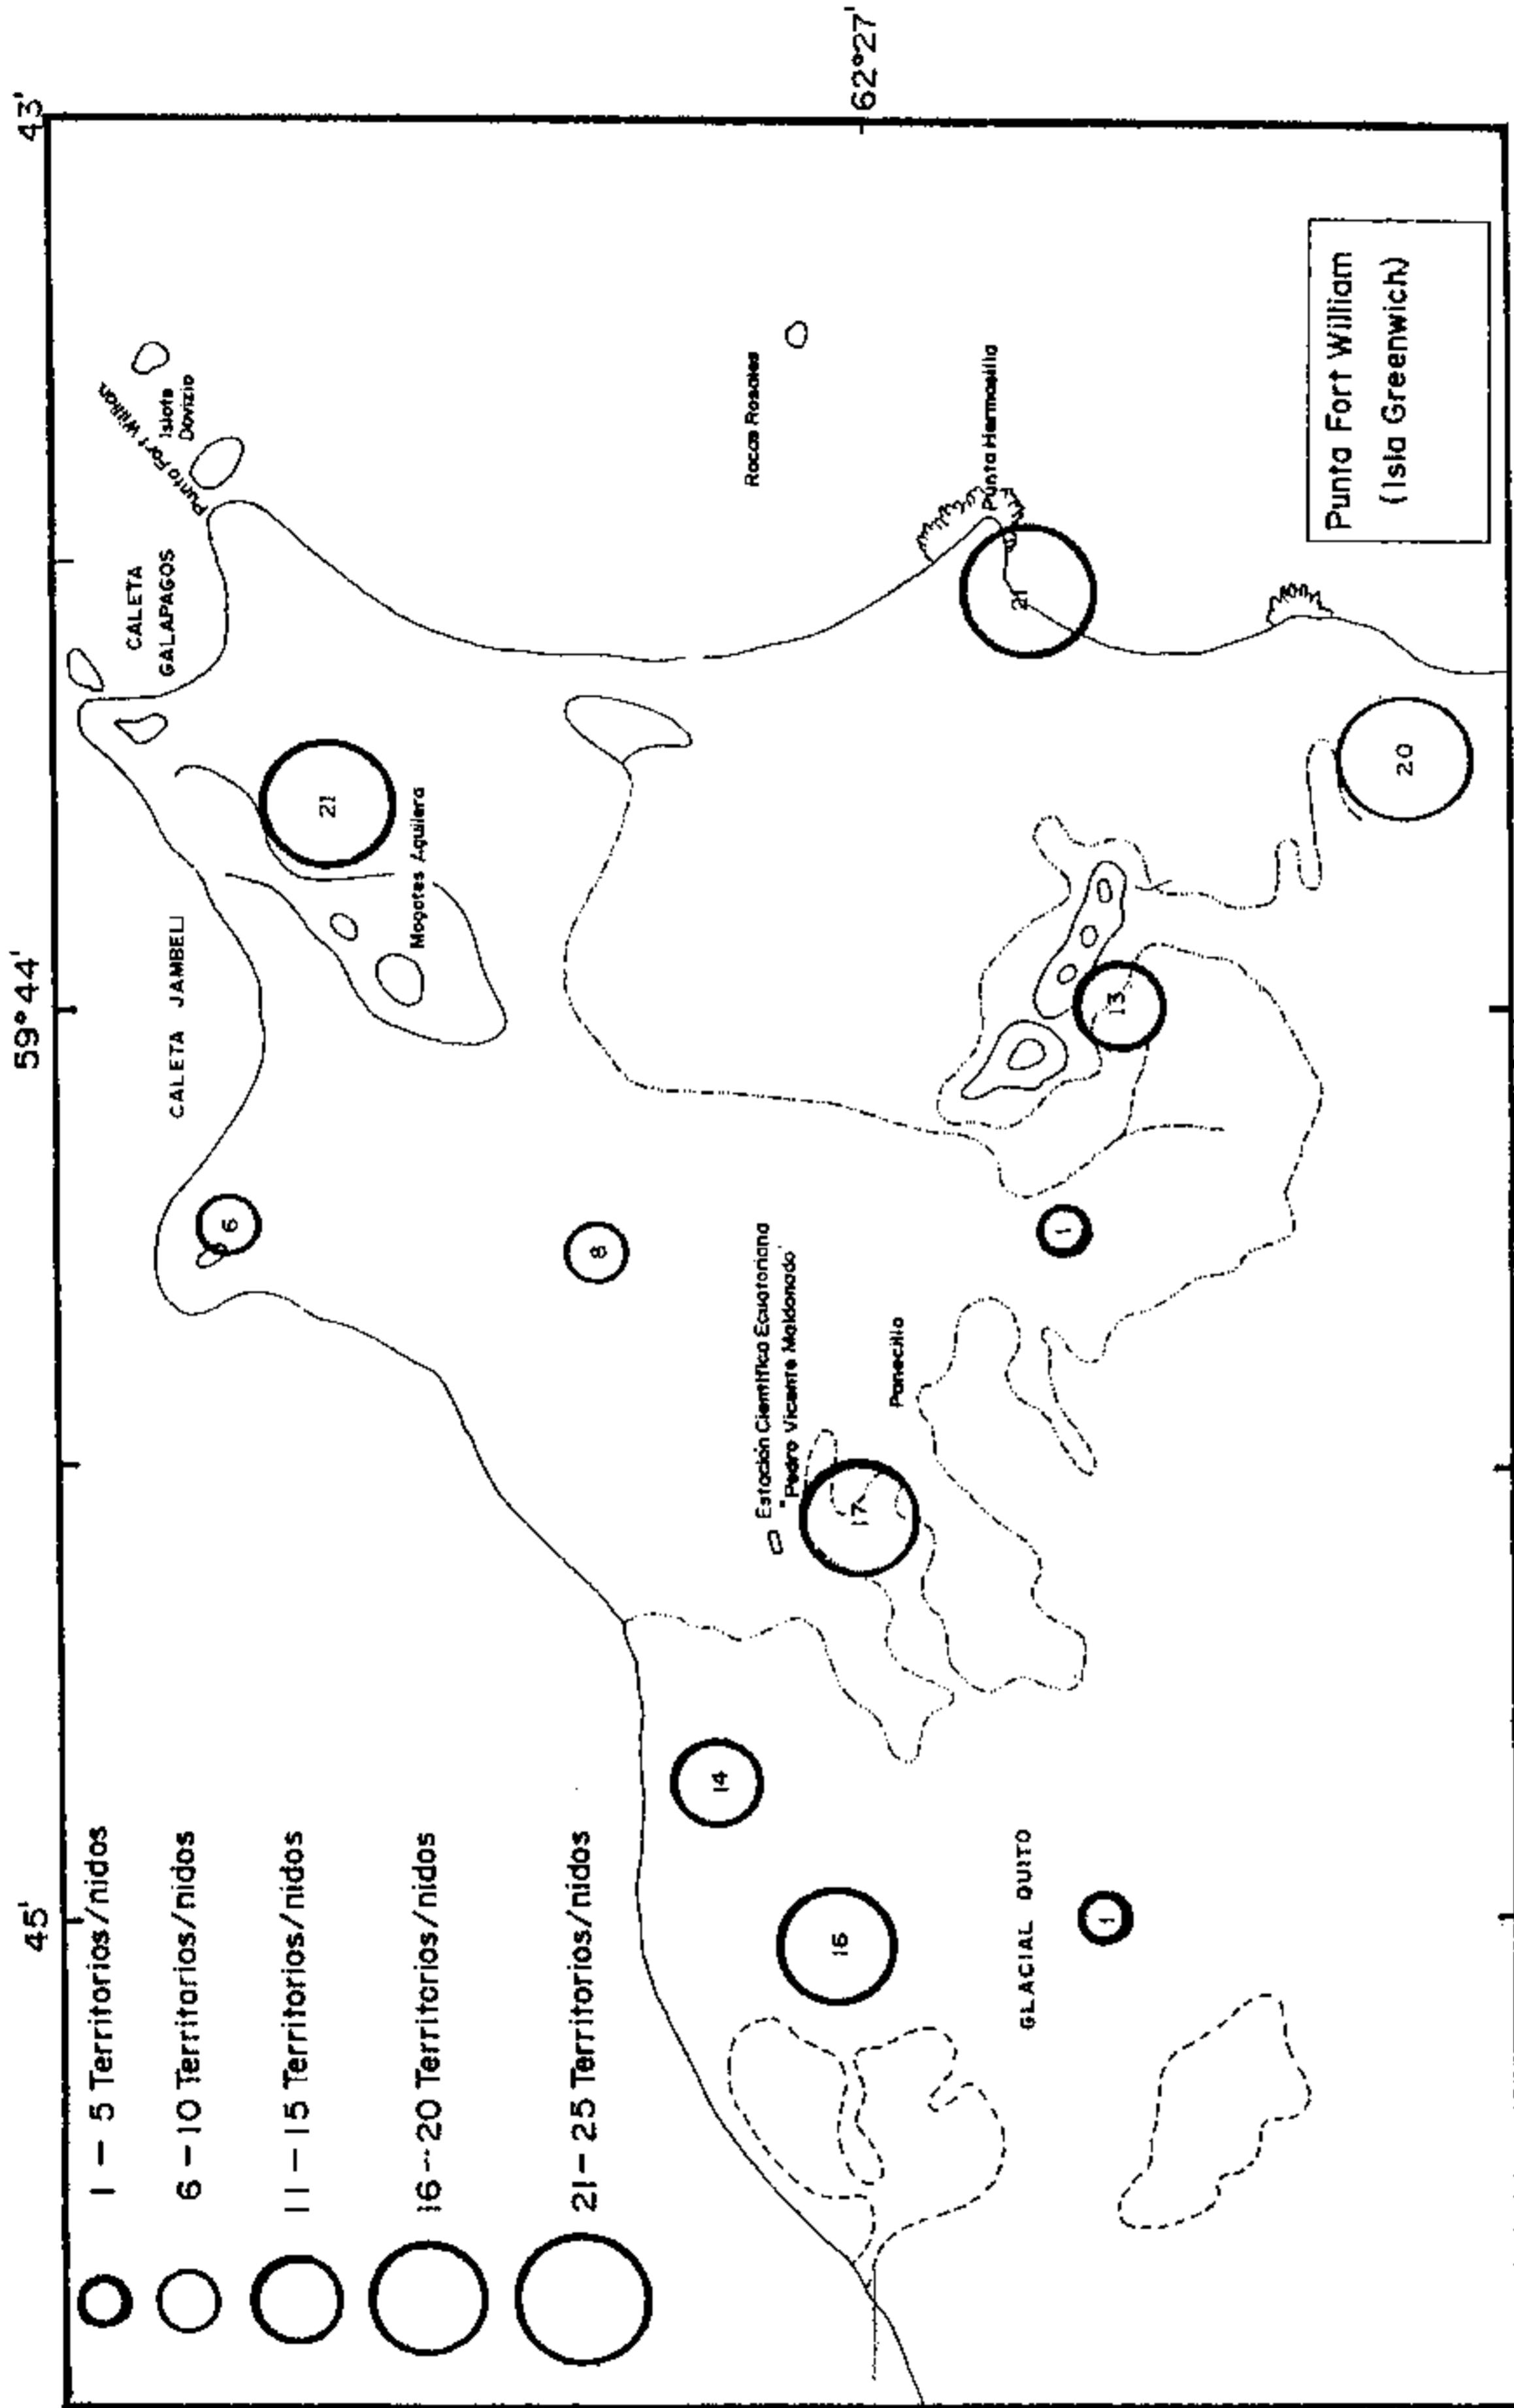 45'
59°44'
43'
62°27'
1 - 5 Territorios/nidos
6 - 10 Territorios/nidos
11 - 15 Territorios/nidos
16 - 20 Territorios/nidos
21 - 25 Territorios/nidos
CALETA JAMBELI
CALETA
GALAPAGOS
Punta Fort William
Islote
Dovizio
6
21
Mogotes Aguilera
8
Rocas Rosales
Estación Científica Ecuatoriana
"Pedro Vicente Maldonado"
14
16
17
Panecillo
Punta Hermosilla
21
GLACIAL QUITO
1
1
13
20
Punta Fort William
(Isla Greenwich)